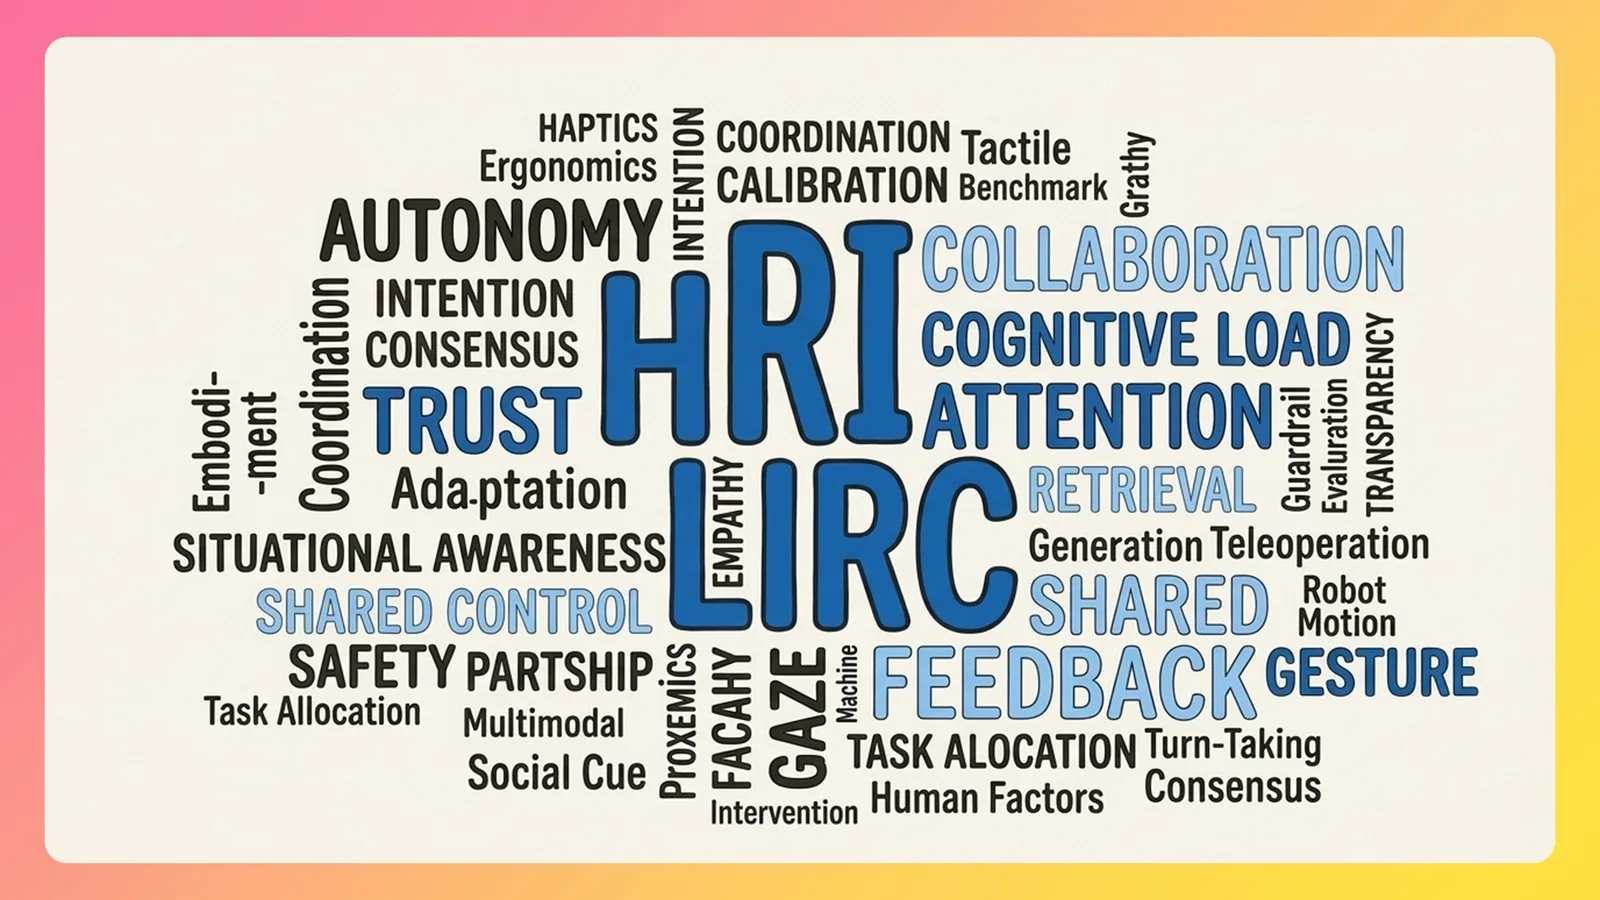 HAPTICS
Ergonomics
INTENTION
COORDINATION
CALIBRATION
Tactile
Benchmark
Grathy
AUTONOMY
HRI
COLLABORATION
INTENTION
CONSENSUS
Coordination
Embodi-
-ment
TRUST
COGNITIVE LOAD
ATTENTION
Guardrail
Evaluration
TRANSPARENCY
Ada.ptation
LIRC
EMPATHY
RETRIEVAL
SITUATIONAL AWARENESS
Generation
Teleoperation
SHARED CONTROL
SHARED
Robot
Motion
SAFETY
PARTSHIP
PROXEMICS
FACAHY
GAZE
Machine
FEEDBACK
GESTURE
Task Allocation
Multimodal
Social Cue
TASK ALOCATION
Turn-Taking
Intervention
Human Factors
Consensus